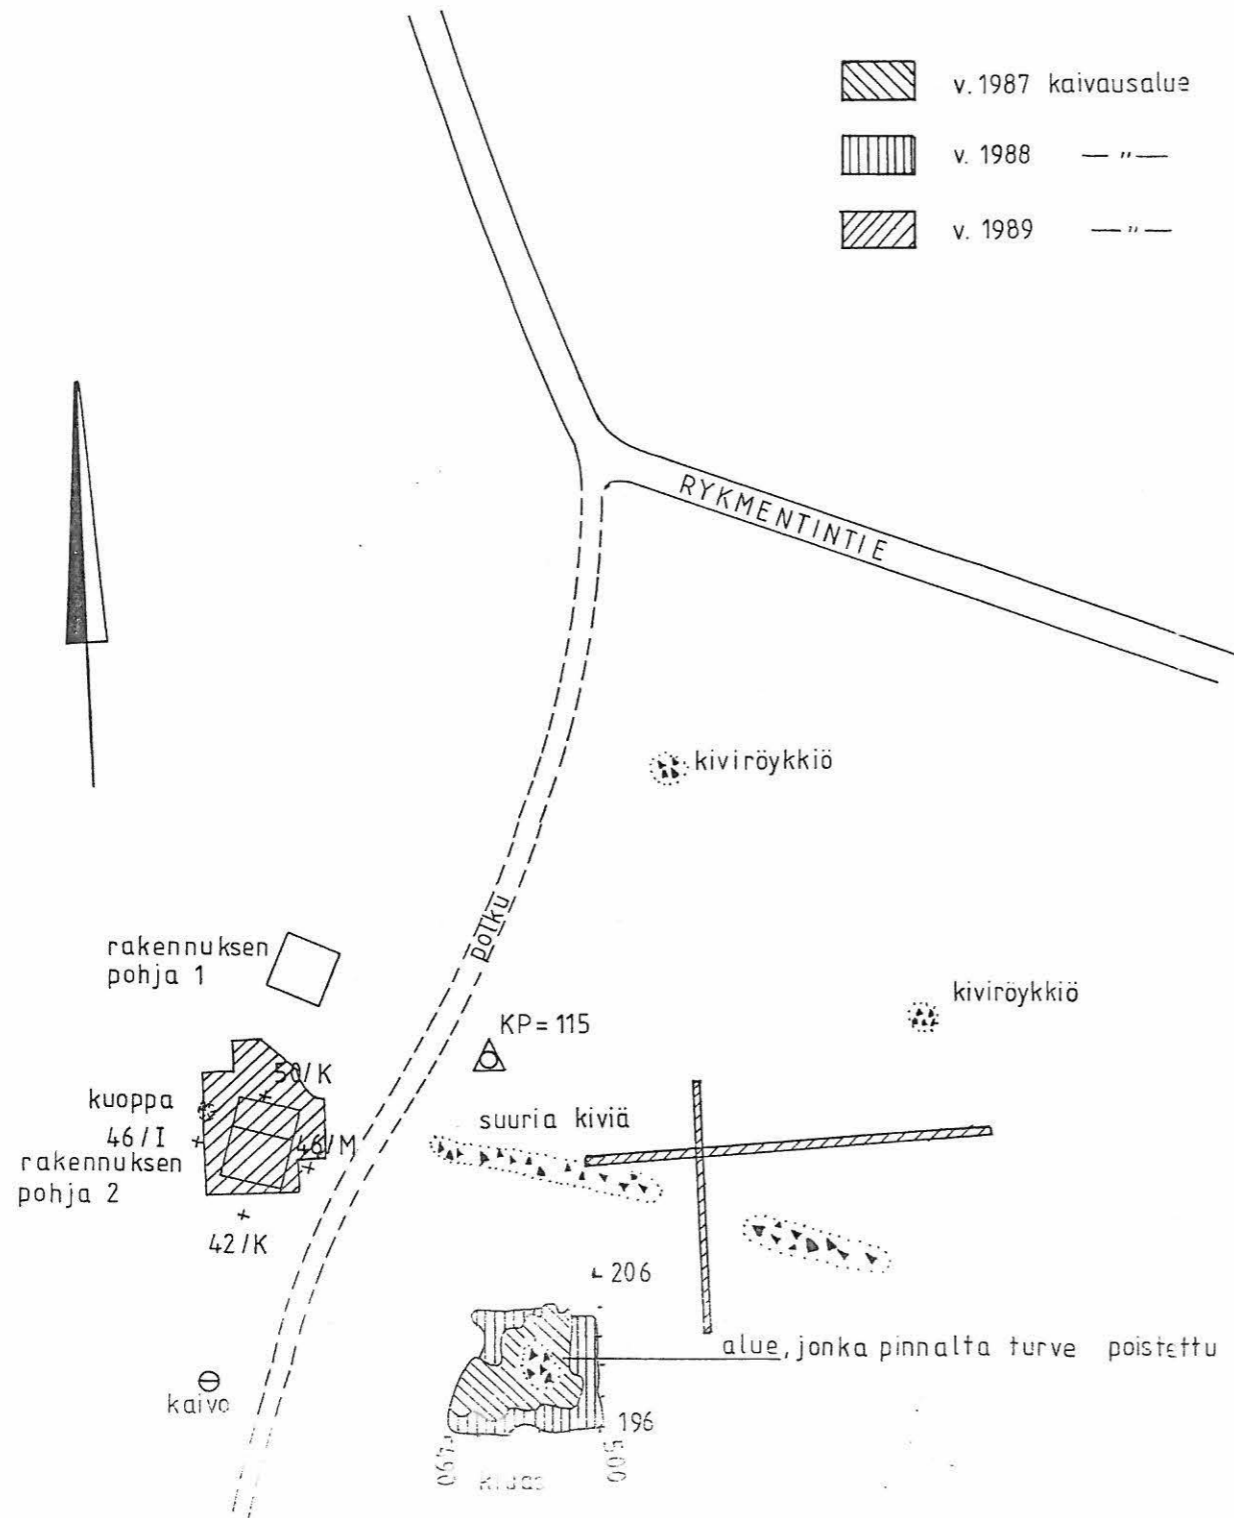 v. 1987 kaivausalue
v. 1988 — " —
v. 1989 — " —
RYKMENTINTIE
kiviröykkiö
polku
rakennuksen
pohja 1
kiviröykkiö
KP = 115
50/K
kuoppa
suuria kiviä
46/I
46/M
rakennuksen
pohja 2
42/K
206
alue, jonka pinnalta turve poistettu
kaivo
196
490
500